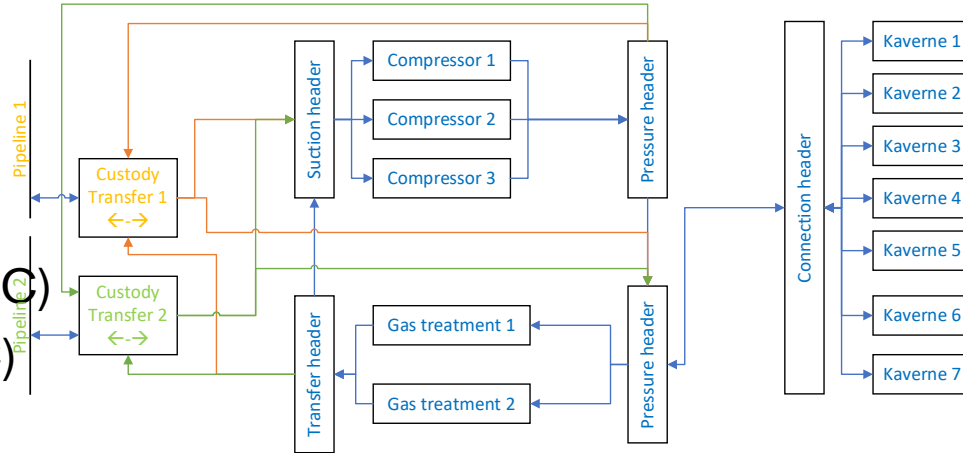 Pipeline 1
Custody
Transfer 1
←-→
Suction header
Compressor 1
Compressor 2
Compressor 3
Pressure header
Connection header
Kaverne 1
Kaverne 2
Kaverne 3
Kaverne 4
Kaverne 5
Kaverne 6
Kaverne 7
Pipeline 2
C)
)
Custody
Transfer 2
←-→
Transfer header
Gas treatment 1
Gas treatment 2
Pressure header